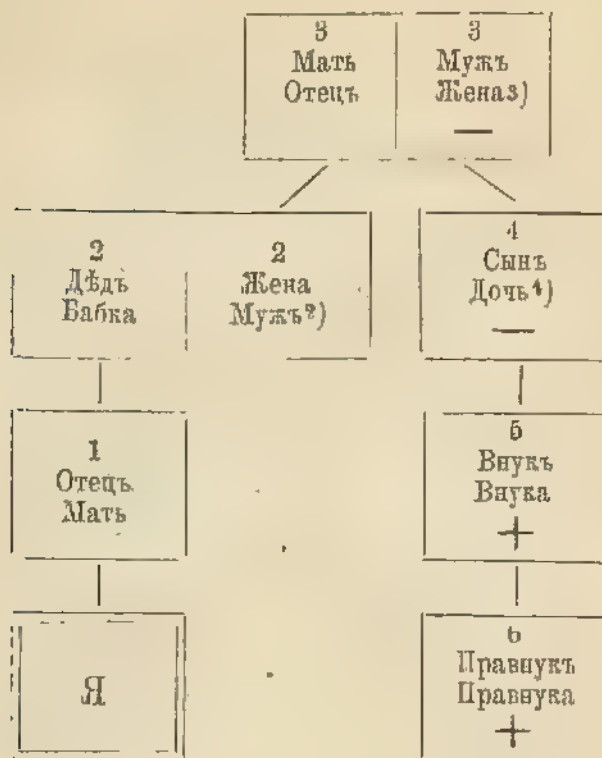 3 3
Мать Мужъ
Отецъ Жена3)
—
2 2 4
Дѣдъ Жена Сынъ
Бабка Мужъ2) Дочь4)
—
1 5
Отецъ Внукъ
Мать Внука
+
Я 6
Правнукъ
Правнука
+